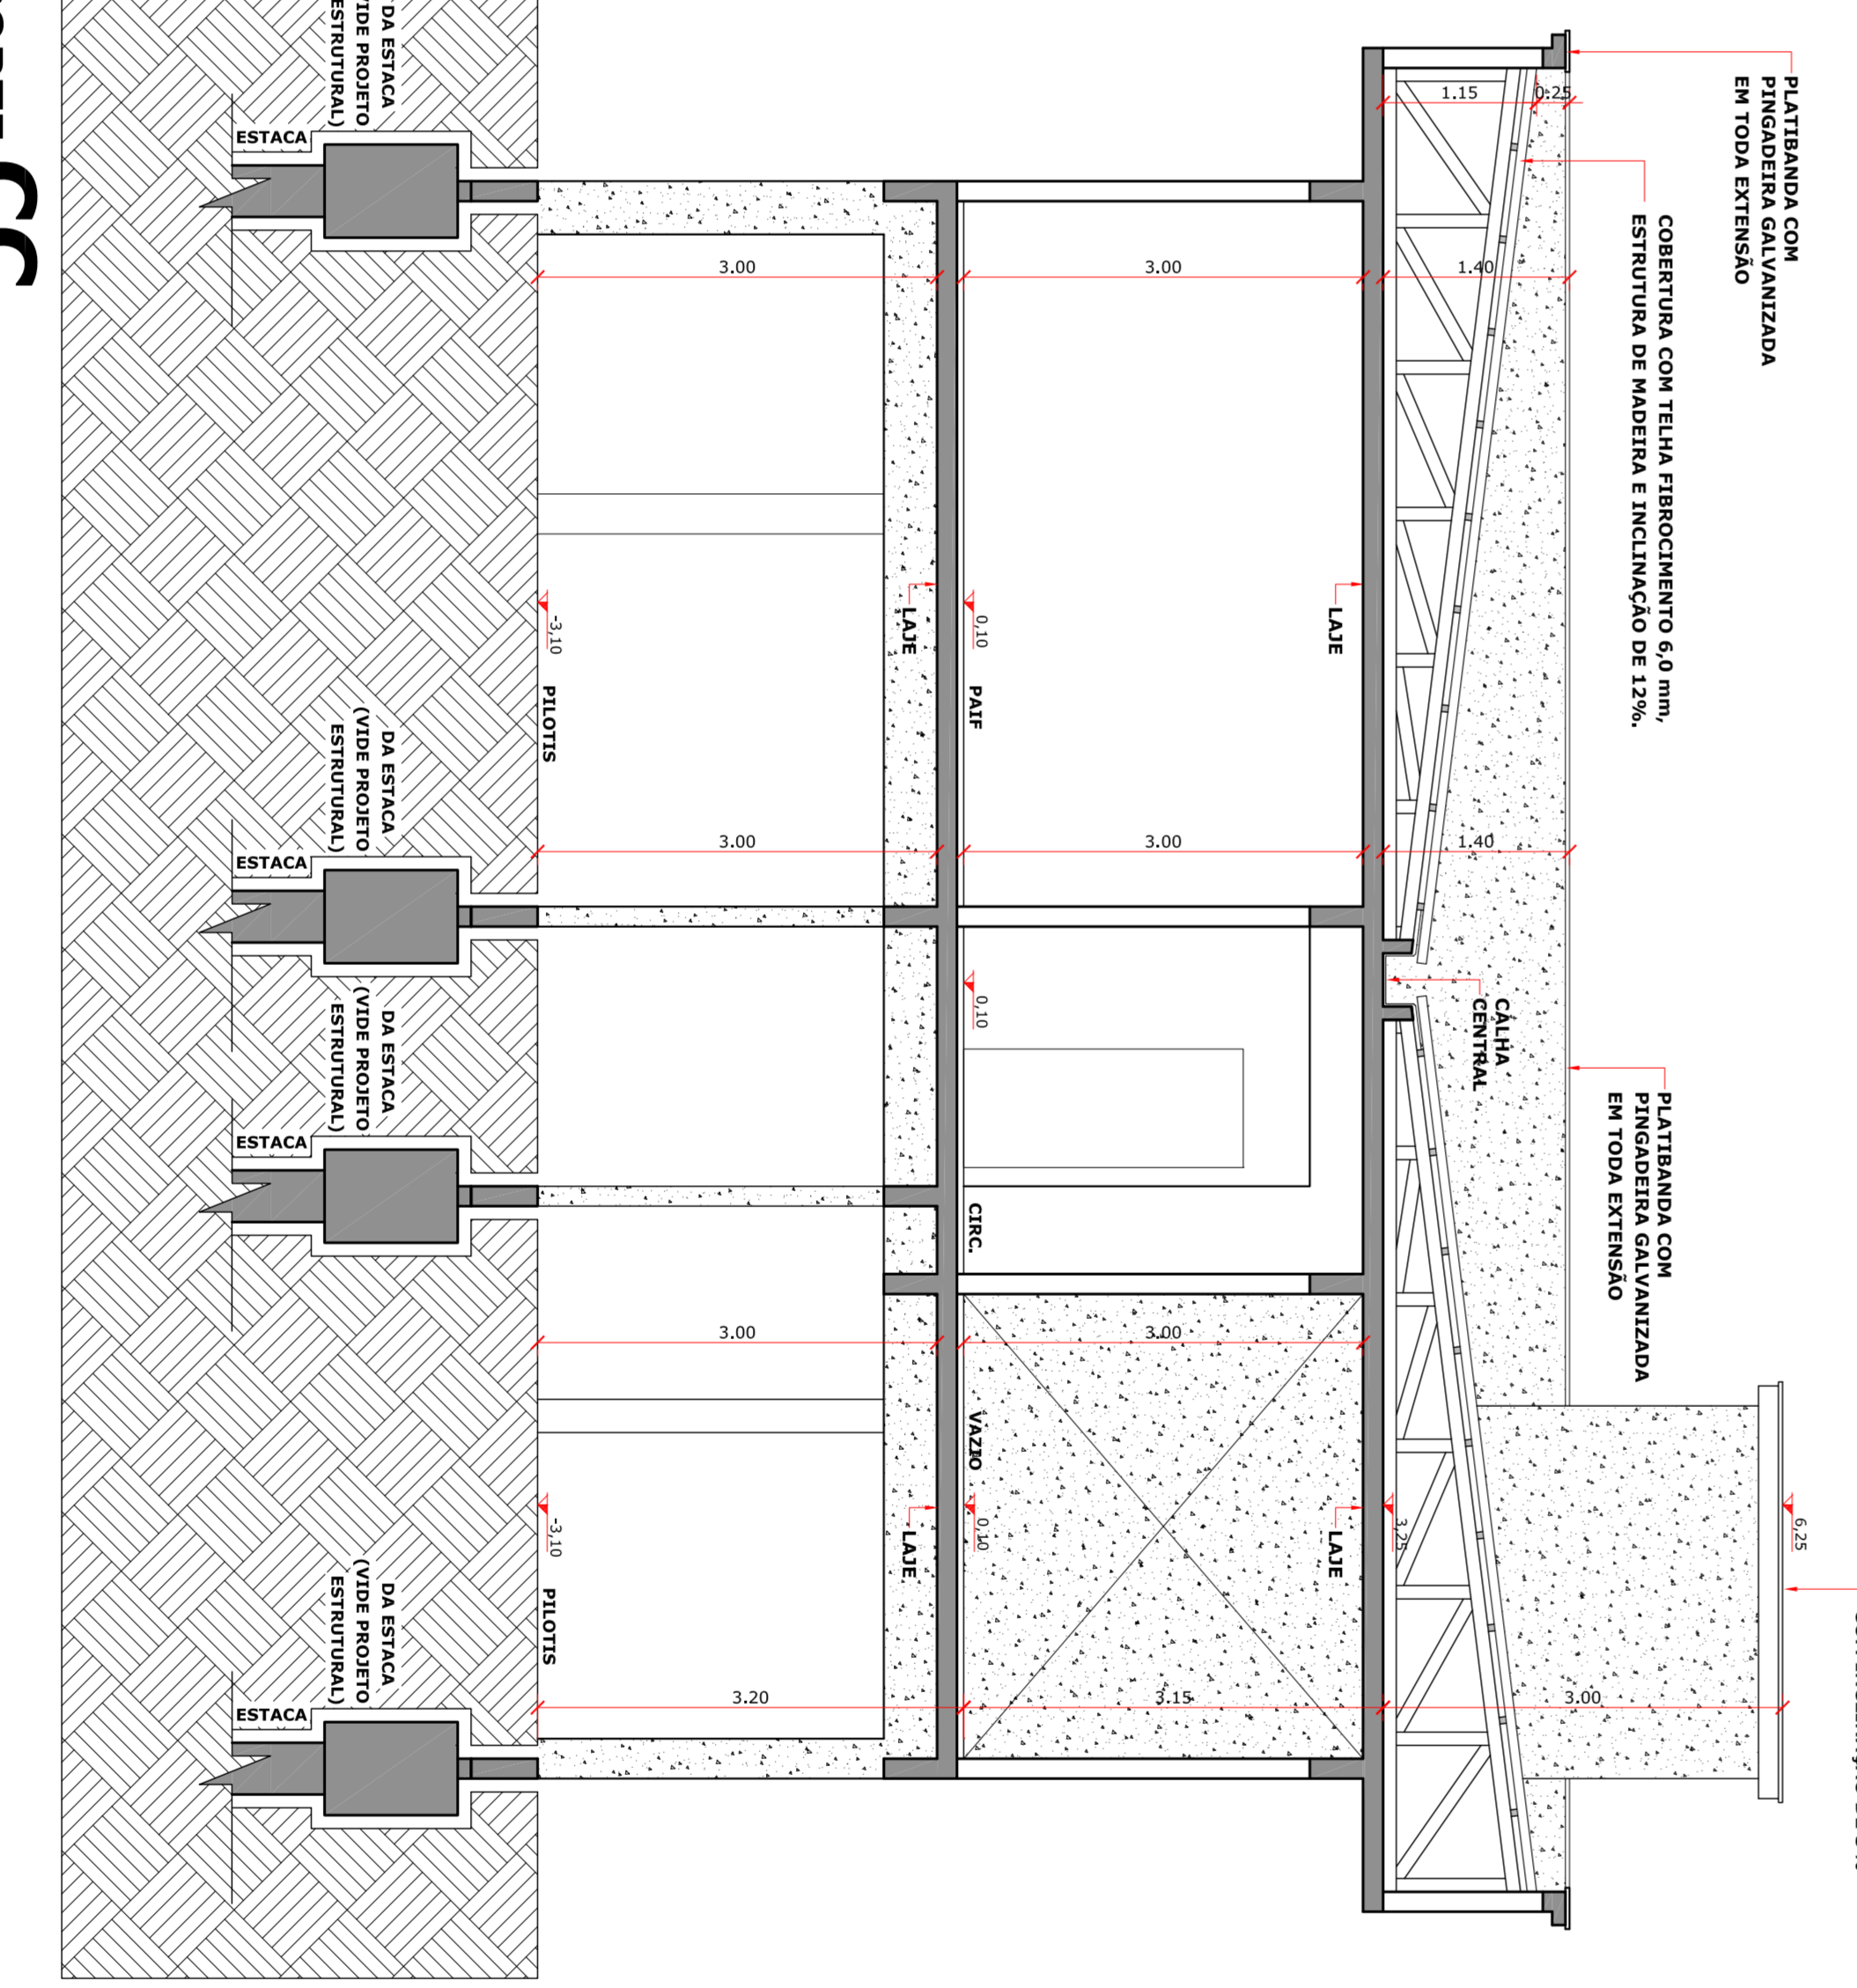 PLATIBANDA COM
PINGADEIRA GALVANIZADA
EM TODA EXTENSÃO
COBERTURA COM TELHA FIBROCIMENTO 6,0 mm,
ESTRUTURA DE MADEIRA E INCLINAÇÃO DE 12%.
PLATIBANDA COM
PINGADEIRA GALVANIZADA
EM TODA EXTENSÃO
6,25
1.15
0.25
1.40
1.40
CALHA
CENTRAL
3,25
3.00
LAJE
LAJE
3.00
3.00
3.00
3.15
0,10
PAIF
0,10
CIRC.
VAZIO
0,10
LAJE
LAJE
3.00
3.00
3.00
3.20
-3,10
PILOTIS
-3,10
PILOTIS
DA ESTACA
VIDE PROJETO
ESTRUTURAL)
ESTACA
DA ESTACA
(VIDE PROJETO
ESTRUTURAL)
ESTACA
DA ESTACA
(VIDE PROJETO
ESTRUTURAL)
ESTACA
DA ESTACA
(VIDE PROJETO
ESTRUTURAL)
ESTACA